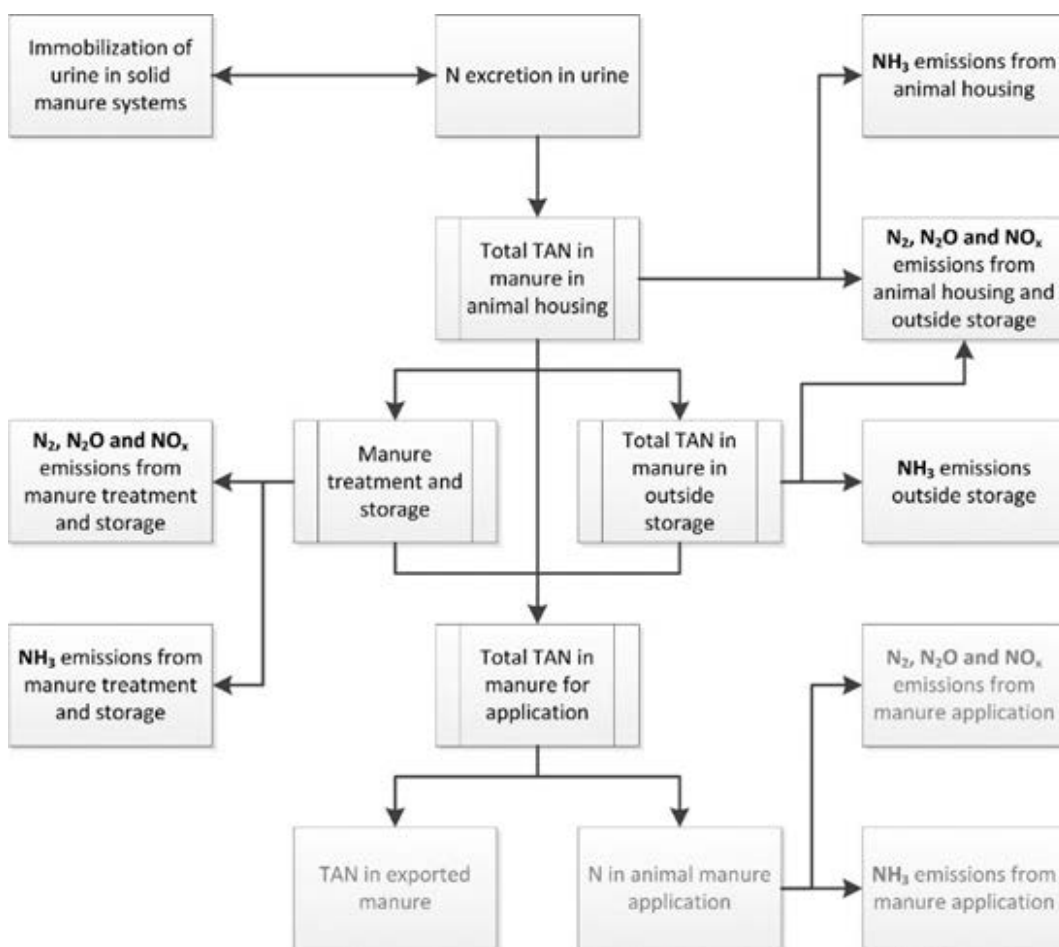 Immobilization of
urine in solid
manure systems
N excretion in urine
NH₃ emissions from
animal housing
Total TAN in
manure in
animal housing
N₂, N₂O and NOₓ
emissions from
animal housing and
outside storage
N₂, N₂O and NOₓ
emissions from
manure treatment
and storage
Manure
treatment and
storage
Total TAN in
manure in
outside
storage
NH₃ emissions
outside storage
NH₃ emissions from
manure treatment
and storage
Total TAN in
manure for
application
N₂, N₂O and NOₓ
emissions from
manure application
TAN in exported
manure
N in animal manure
application
NH₃ emissions from
manure application